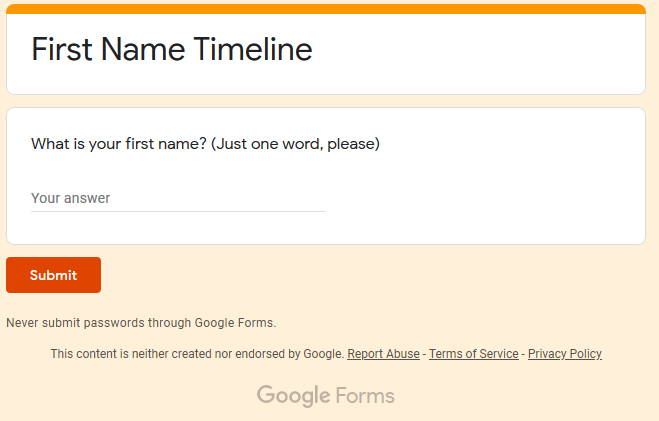 First Name Timeline
What is your first name? (Just one word, please)
Your answer
Submit
Never submit passwords through Google Forms.
This content is neither created nor endorsed by Google. Report Abuse - Terms of Service - Privacy Policy
Google Forms